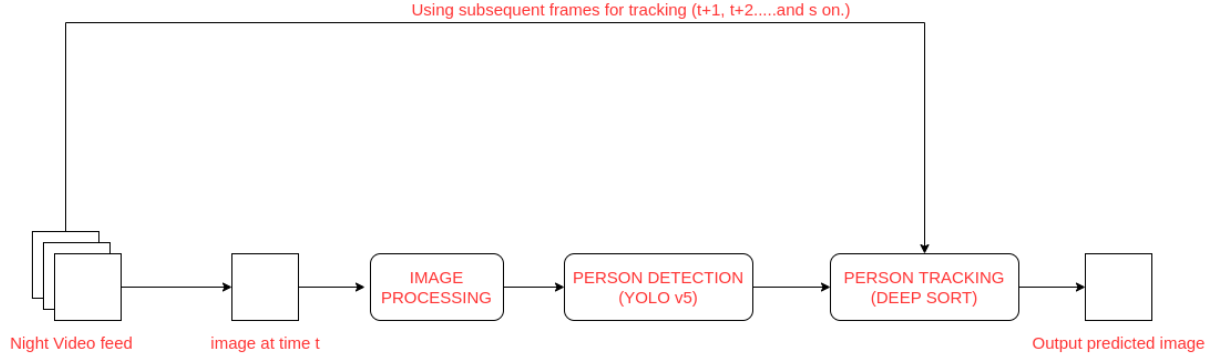 Using subsequent frames for tracking (t+1, t+2.....and s on.)
IMAGE
PROCESSING
PERSON DETECTION
(YOLO v5)
PERSON TRACKING
(DEEP SORT)
Night Video feed
image at time t
Output predicted image